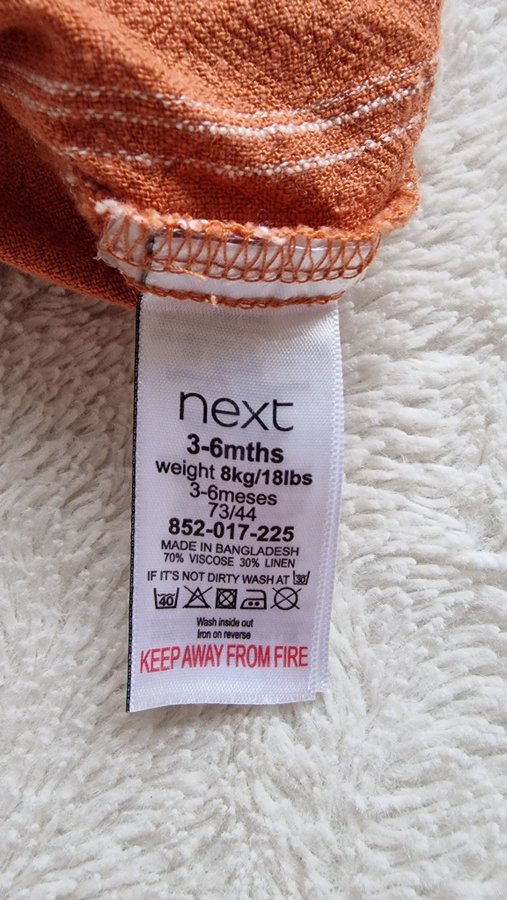 next
3-6mths
weight 8kg/18lbs
3-6meses
73/44
852-017-225
MADE IN BANGLADESH
70% VISCOSE 30% LINEN
IF IT'S NOT DIRTY WASH AT 30
40
Wash inside out
Iron on reverse
KEEP AWAY FROM FIRE